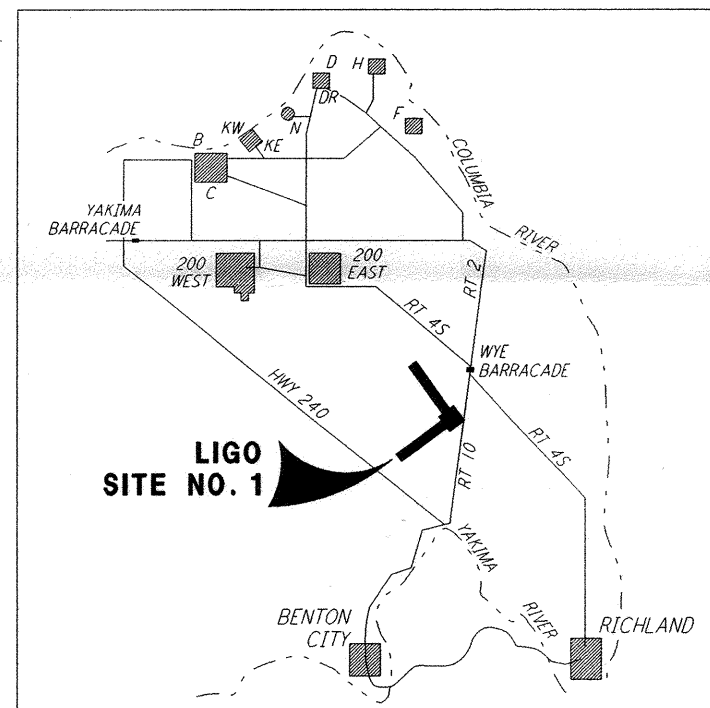 D
H
DR
N
F
KW
KE
B
C
COLUMBIA
RIVER
YAKIMA
BARRACADE
200
WEST
200
EAST
RT 2
RT 4S
WYE
BARRACADE
HWY 240
RT 4S
LIGO
SITE NO. 1
RT 10
YAKIMA
RIVER
BENTON
CITY
RICHLAND